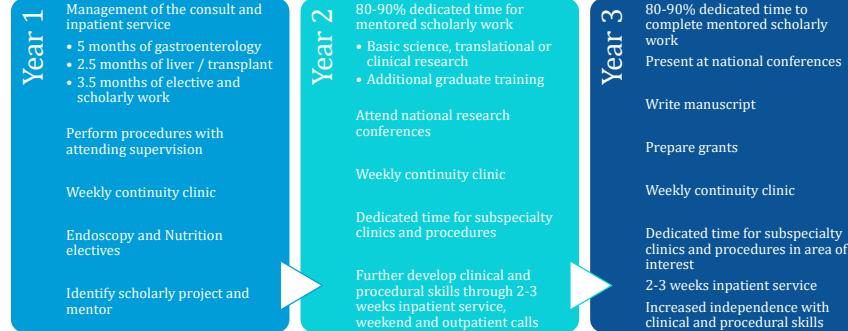 Year 1
Management of the consult and
inpatient service
• 5 months of gastroenterology
• 2.5 months of liver / transplant
• 3.5 months of elective and
scholarly work
Perform procedures with
attending supervision
Weekly continuity clinic
Endoscopy and Nutrition
electives
Identify scholarly project and
mentor
Year 2
80-90% dedicated time for
mentored scholarly work
• Basic science, translational or
clinical research
• Additional graduate training
Attend national research
conferences
Weekly continuity clinic
Dedicated time for subspecialty
clinics and procedures
Further develop clinical and
procedural skills through 2-3
weeks inpatient service,
weekend and outpatient calls
Year 3
80-90% dedicated time to
complete mentored scholarly
work
Present at national conferences
Write manuscript
Prepare grants
Weekly continuity clinic
Dedicated time for subspecialty
clinics and procedures in area of
interest
2-3 weeks inpatient service
Increased independence with
clinical and procedural skills